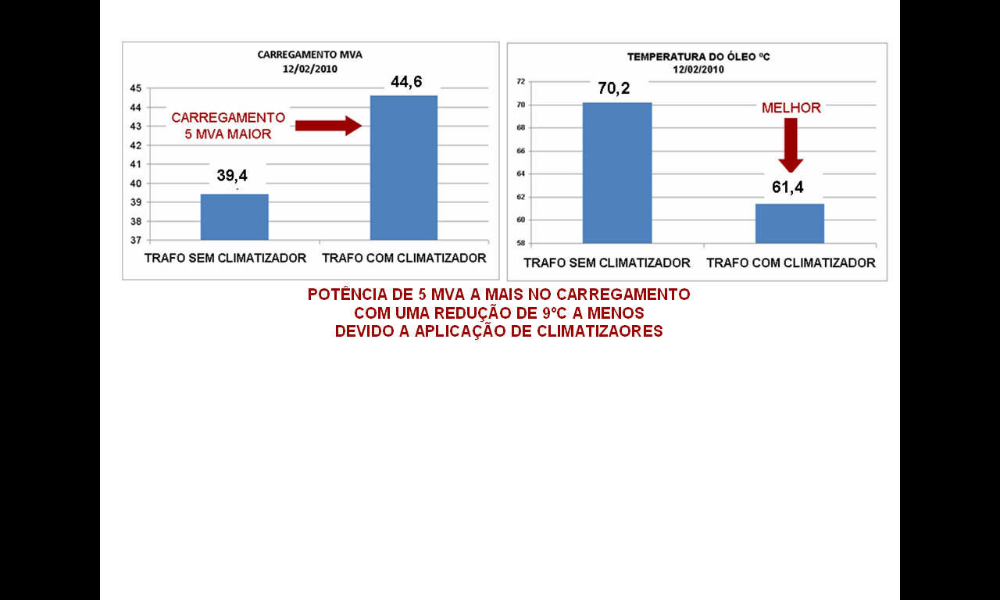 CARREGAMENTO MVA
12/02/2010
45
44
43
42
41
40
39
38
37
44,6
CARREGAMENTO
5 MVA MAIOR
39,4
TRAFO SEM CLIMATIZADOR
TRAFO COM CLIMATIZADOR
TEMPERATURA DO ÓLEO ºC
12/02/2010
72
70
68
66
64
62
60
58
70,2
MELHOR
61,4
TRAFO SEM CLIMATIZADOR
TRAFO COM CLIMATIZADOR
POTÊNCIA DE 5 MVA A MAIS NO CARREGAMENTO
COM UMA REDUÇÃO DE 9ºC A MENOS
DEVIDO A APLICAÇÃO DE CLIMATIZAORES